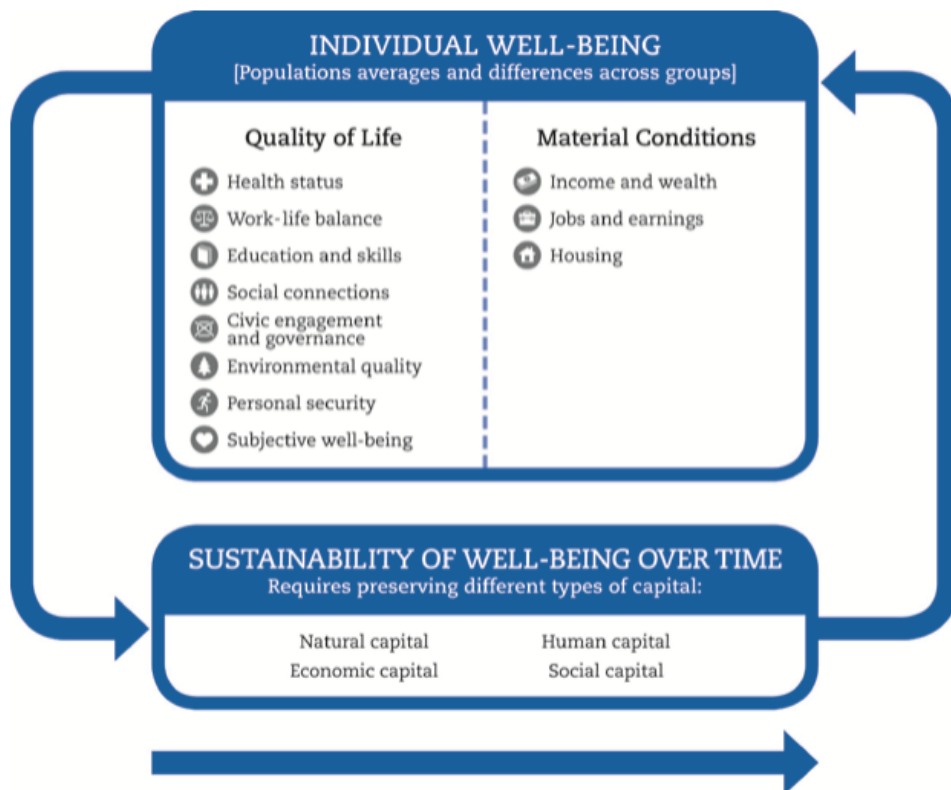 INDIVIDUAL WELL-BEING
[Populations averages and differences across groups]
Quality of Life
Health status
Work-life balance
Education and skills
Social connections
Civic engagement
and governance
Environmental quality
Personal security
Subjective well-being
Material Conditions
Income and wealth
Jobs and earnings
Housing
SUSTAINABILITY OF WELL-BEING OVER TIME
Requires preserving different types of capital:
Natural capital
Human capital
Economic capital
Social capital